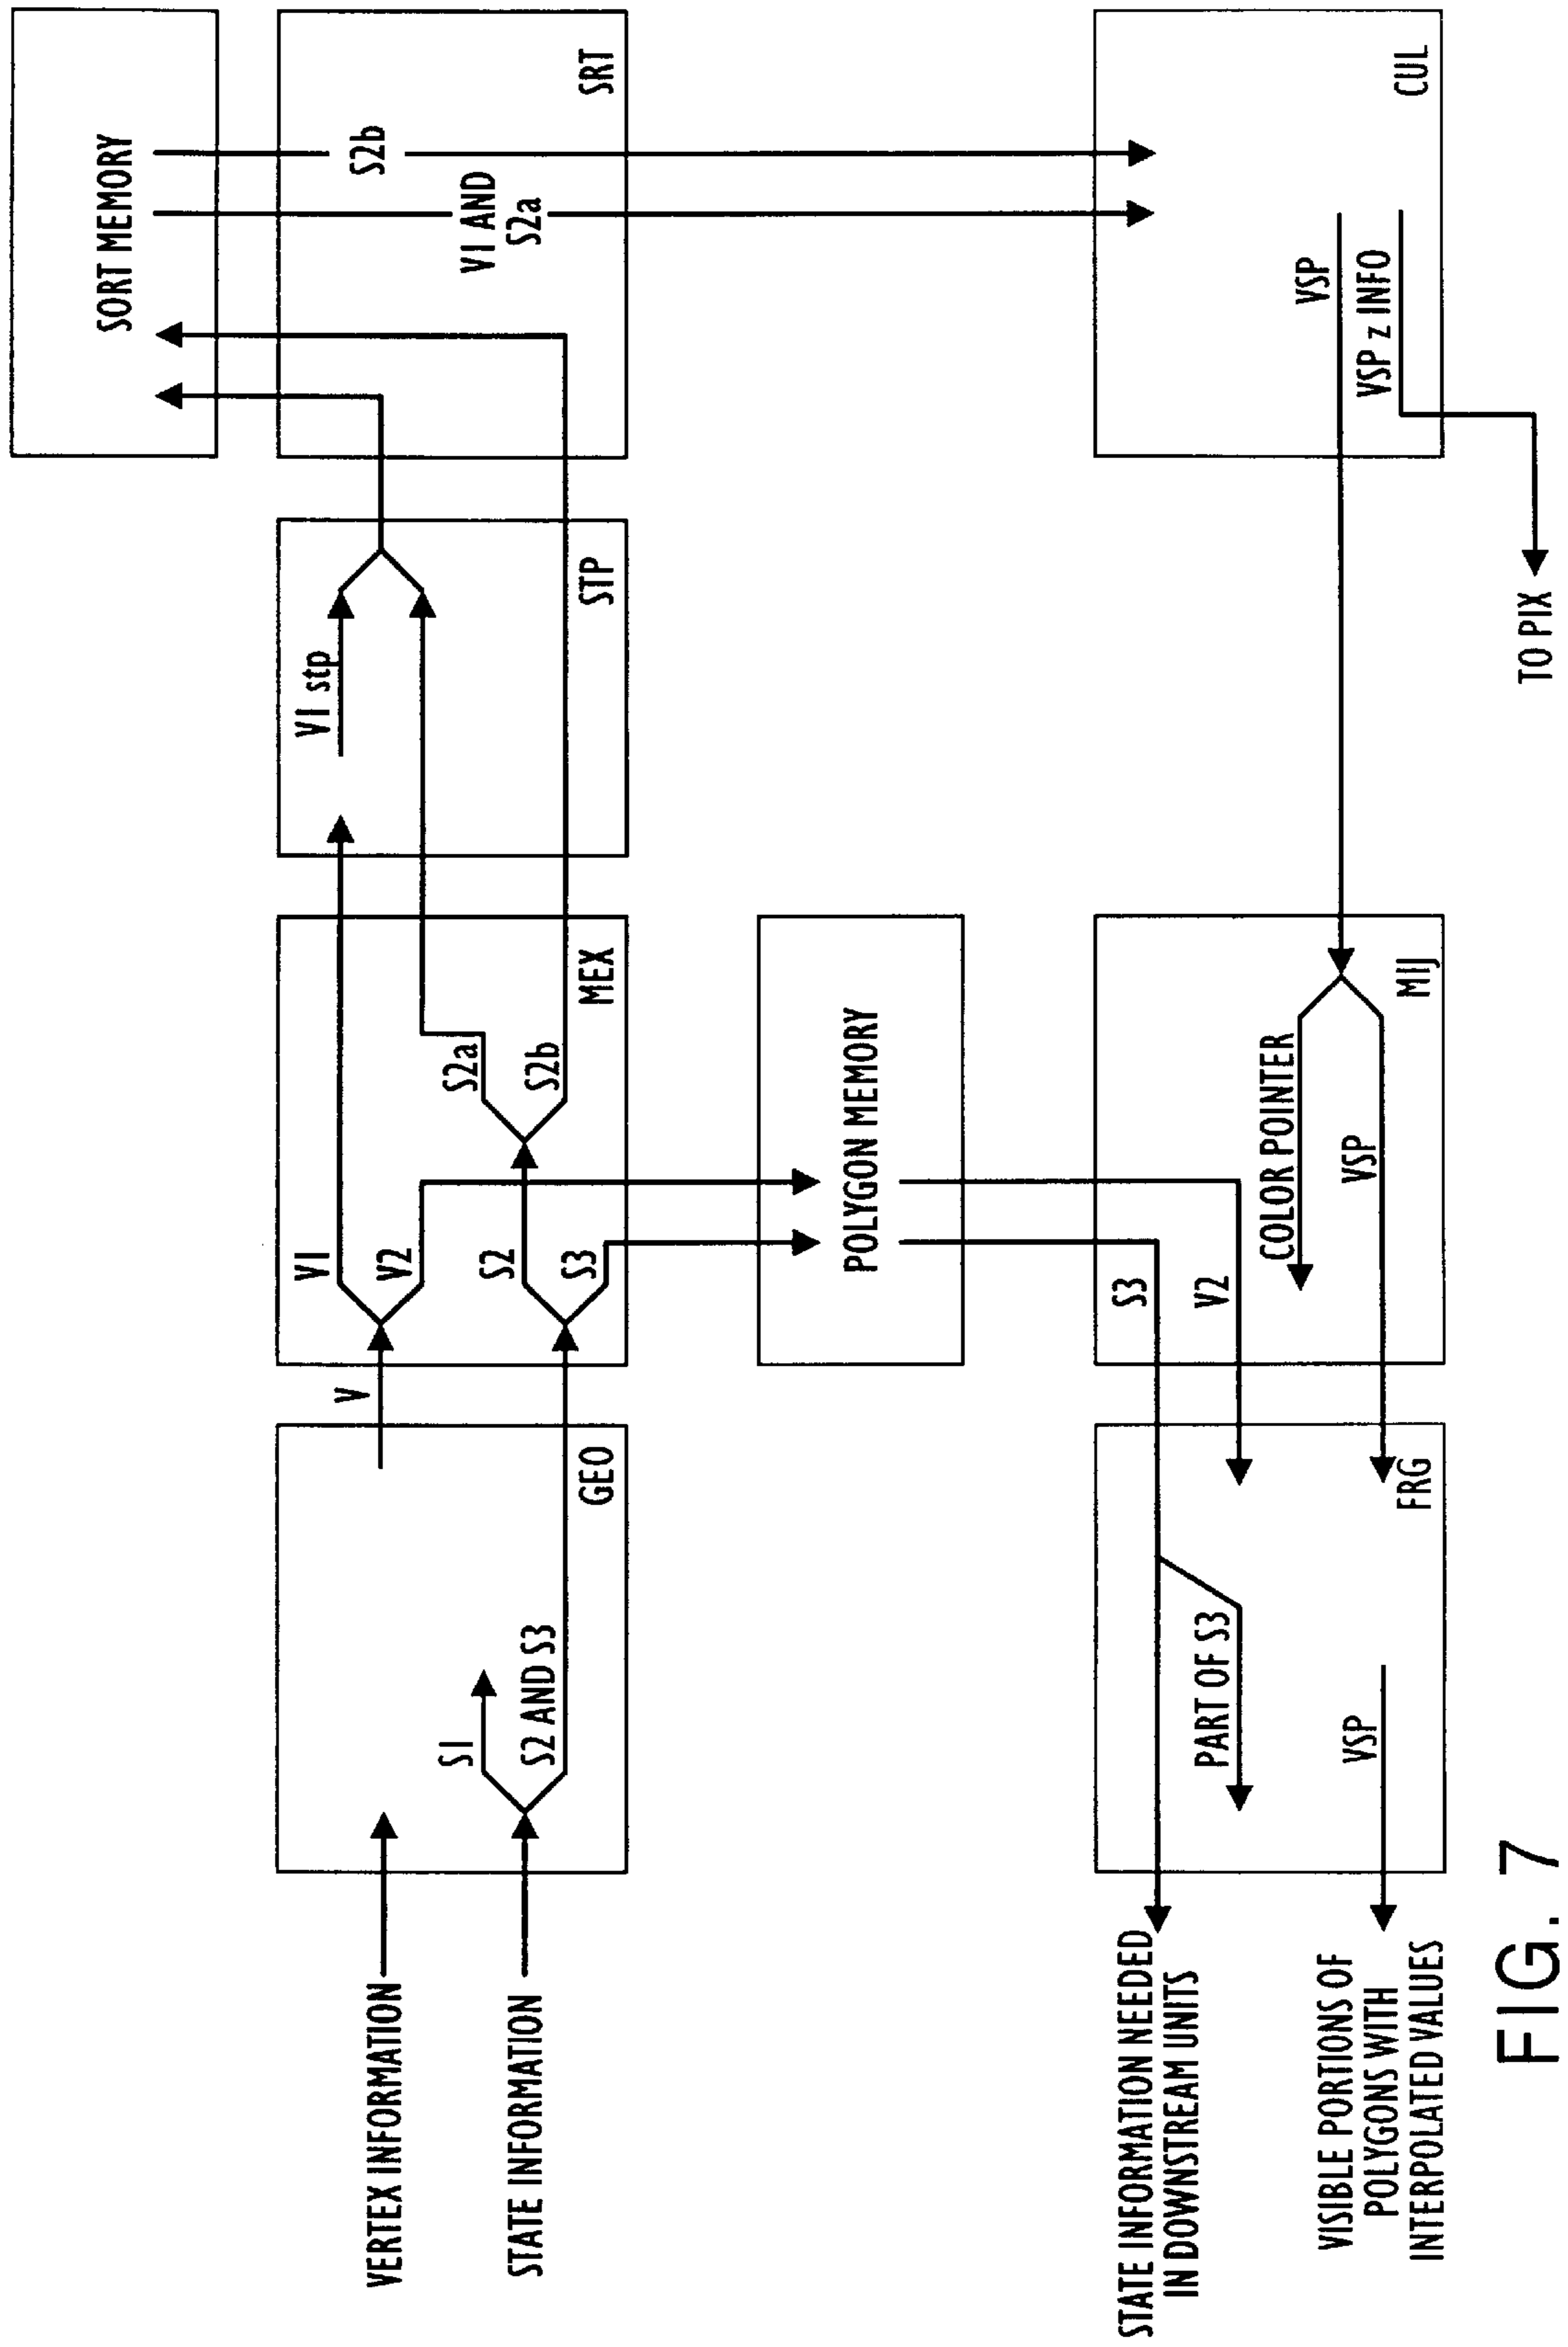 SORT MEMORY
S2b
V1 AND
S2a
SRT
V1 stp
STP
V1
V2
S2
S3
S2a
S2b
MEX
V
S1
S2 AND S3
GEO
VERTEX INFORMATION
STATE INFORMATION
POLYGON MEMORY
VSP
VSP z INFO
CUL
TO PIX
S3
V2
COLOR POINTER
VSP
MIJ
PART OF S3
VSP
FRG
STATE INFORMATION NEEDED
IN DOWNSTREAM UNITS
VISIBLE PORTIONS OF
POLYGONS WITH
INTERPOLATED VALUES
FIG. 7